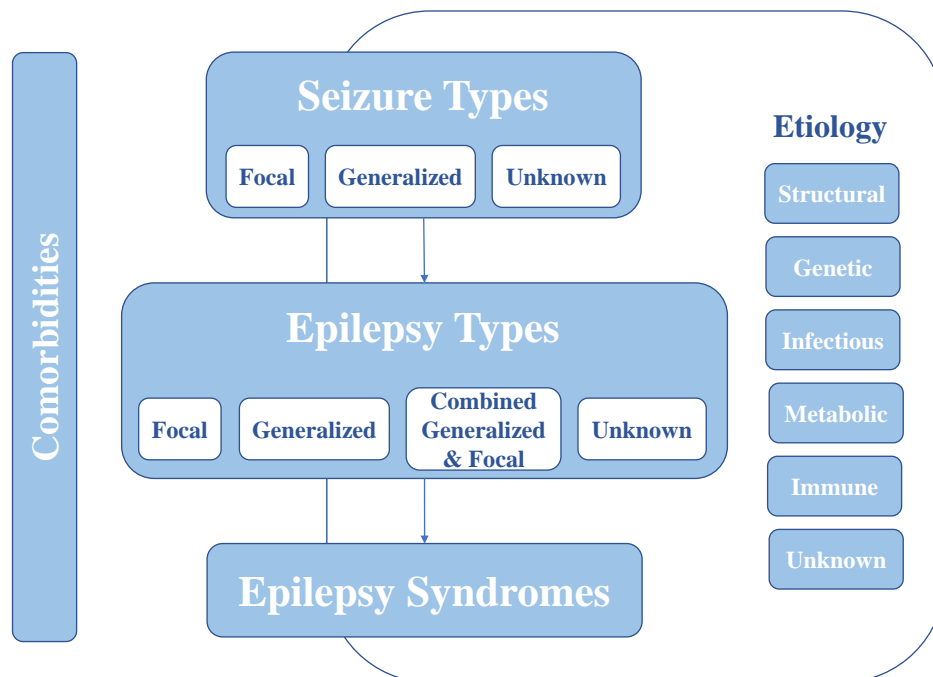 Comorbidities
Seizure Types
Focal
Generalized
Unknown
Epilepsy Types
Focal
Generalized
Combined
Generalized
& Focal
Unknown
Epilepsy Syndromes
Etiology
Structural
Genetic
Infectious
Metabolic
Immune
Unknown